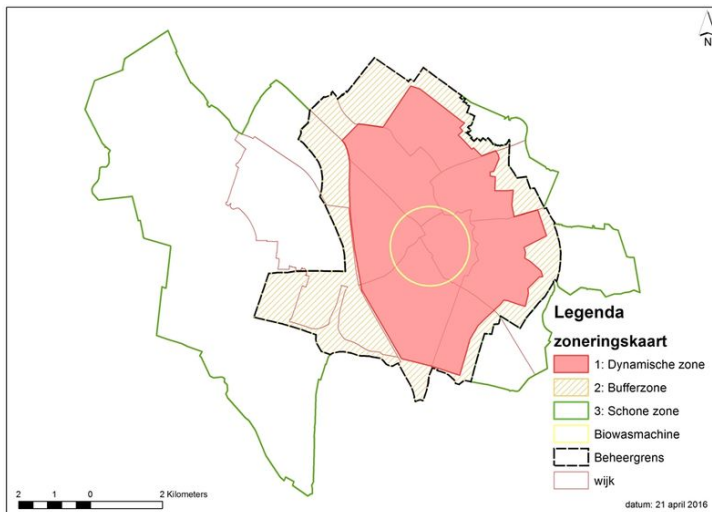 N
Legenda
zoneringskaart
1: Dynamische zone
2: Bufferzone
3: Schone zone
Biowasmachine
Beheergrens
wijk
2 1 0 2 Kilometers
datum: 21 april 2016